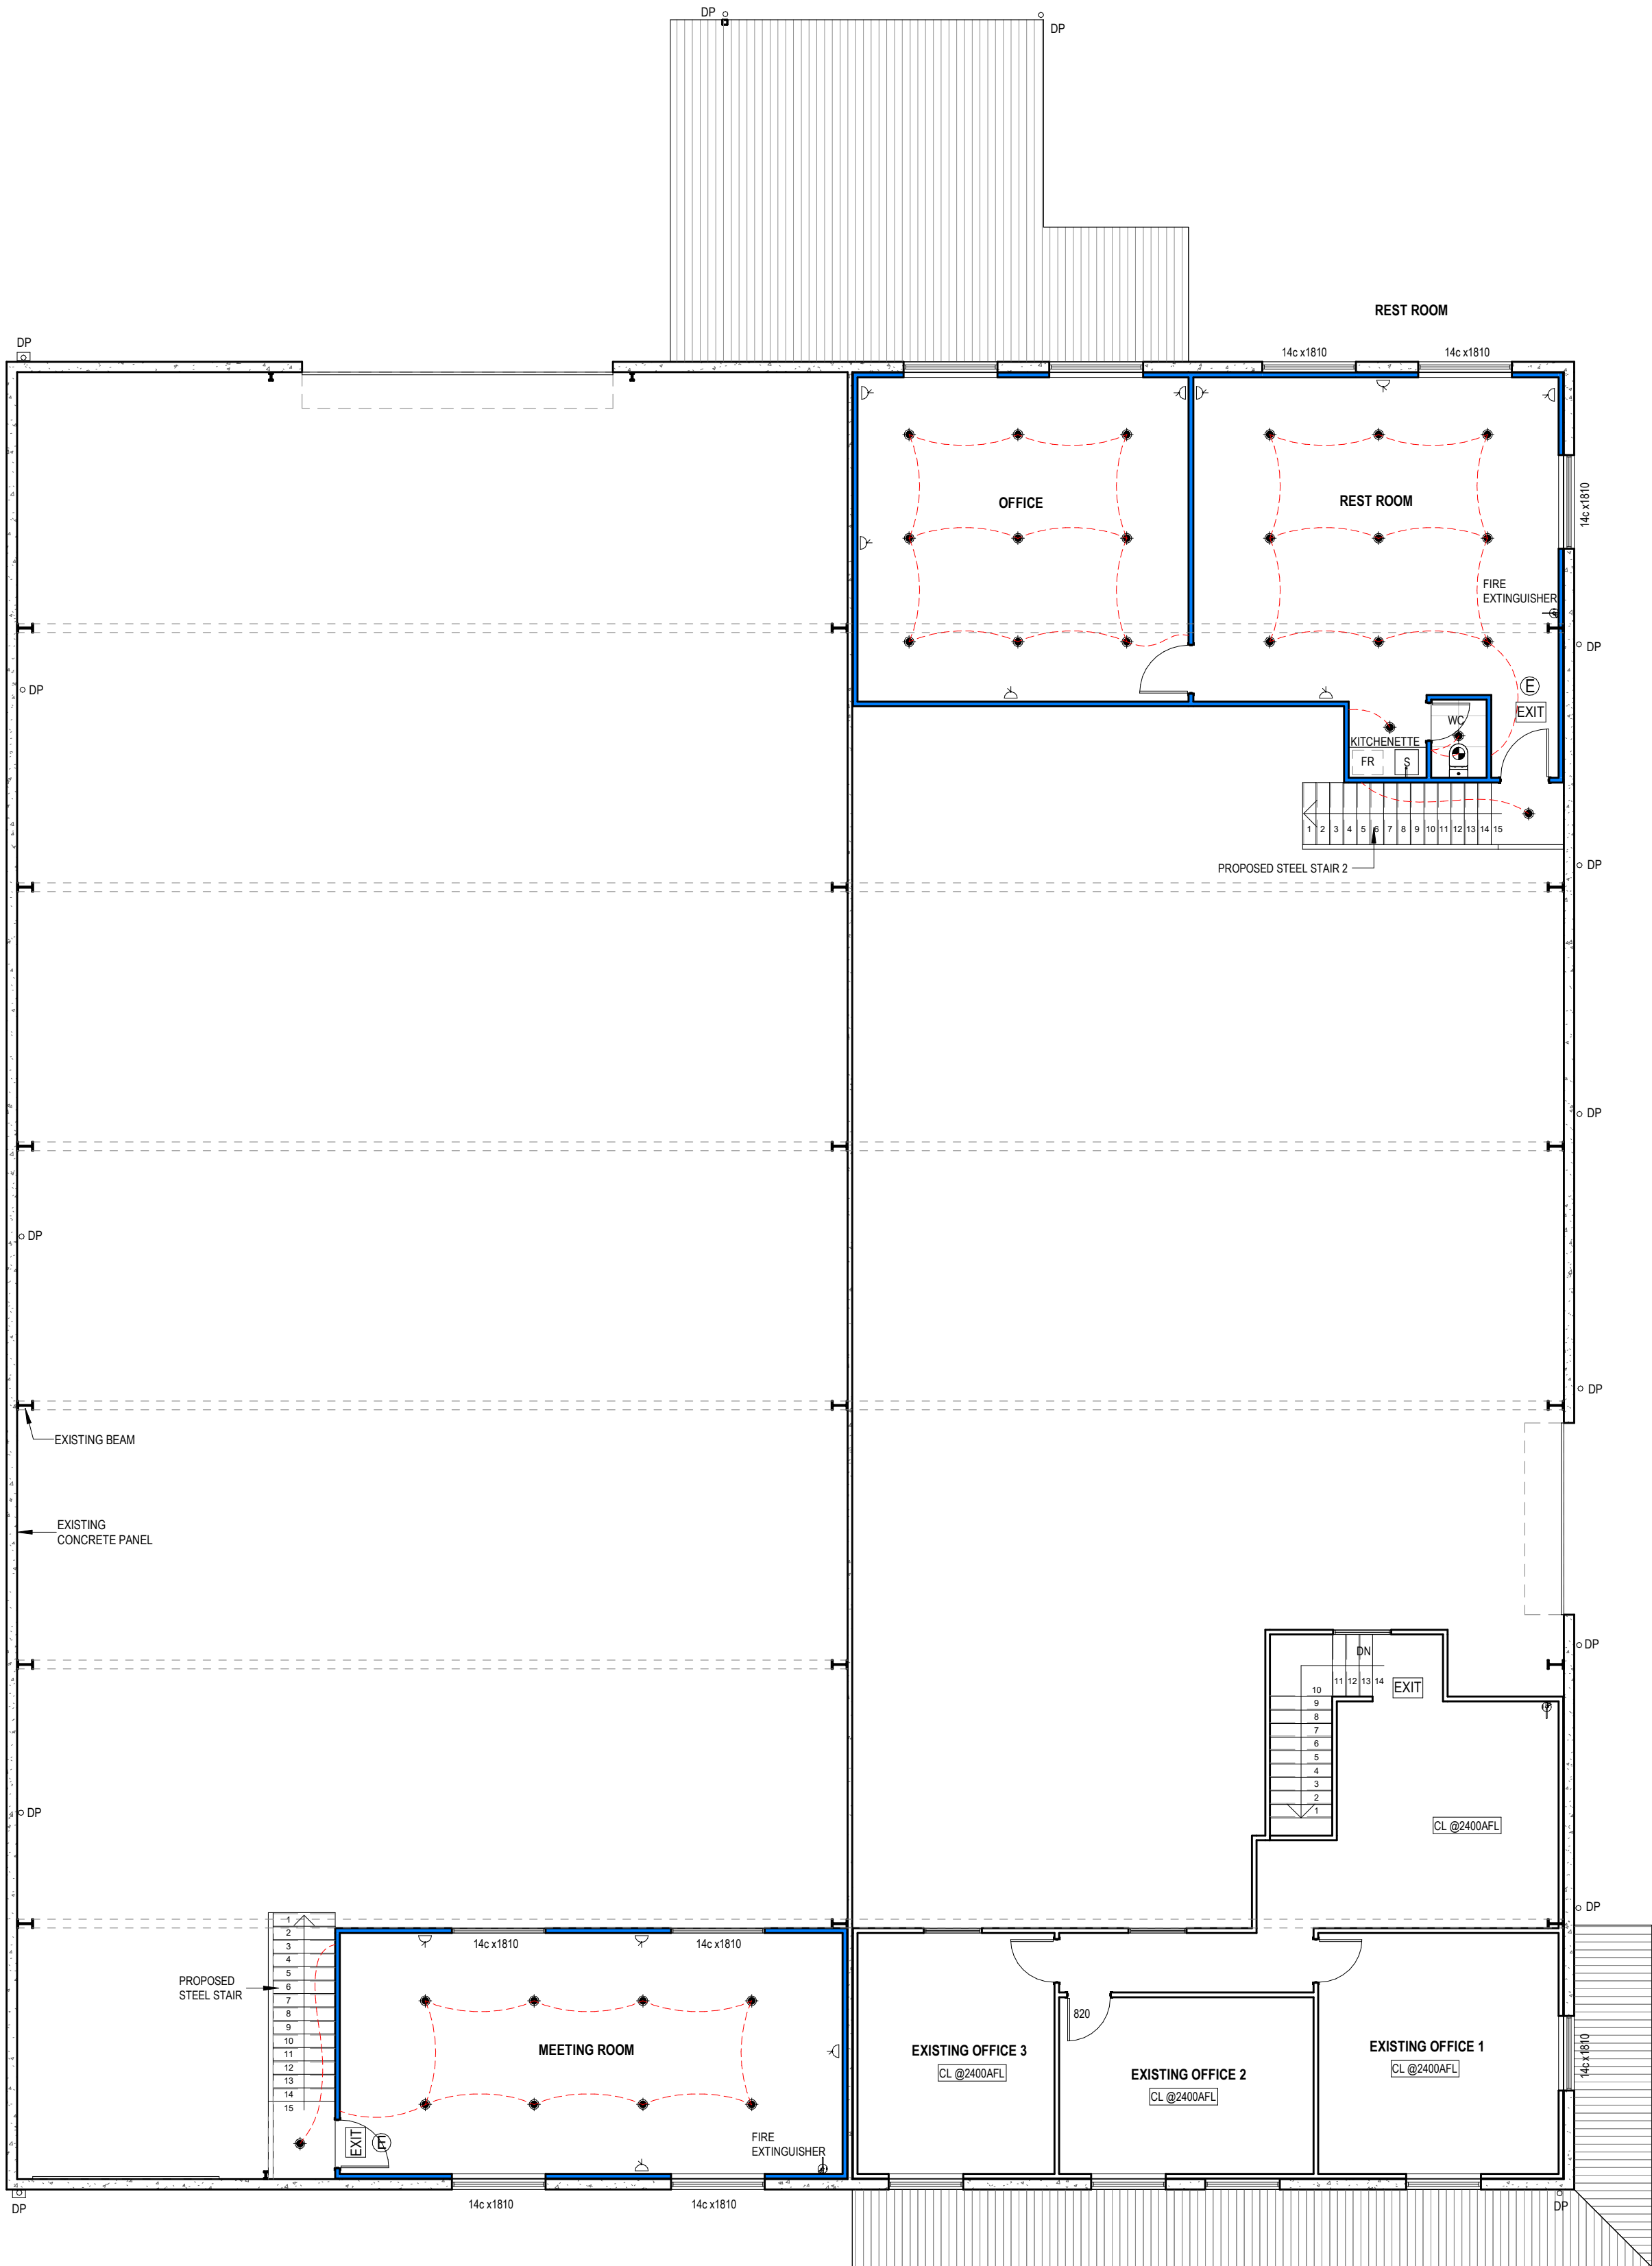 DP
DP
REST ROOM
DP
14c x1810
14c x1810
OFFICE
REST ROOM
14c x1810
FIRE
EXTINGUISHER
DP
DP
E
EXIT
WC
KITCHENETTE
FR
S
1 2 3 4 5 6 7 8 9 10 11 12 13 14 15
PROPOSED STEEL STAIR 2
DP
DP
DP
DP
EXISTING BEAM
EXISTING
CONCRETE PANEL
DP
DN
11 12 13 14
EXIT
10
9
8
7
6
5
4
3
2
1
DP
CL @2400AFL
DP
1
2
3
4
5
6
7
8
9
10
11
12
13
14
15
PROPOSED
STEEL STAIR
14c x1810
14c x1810
MEETING ROOM
EXIT
E
FIRE
EXTINGUISHER
820
EXISTING OFFICE 3
CL @2400AFL
EXISTING OFFICE 2
CL @2400AFL
EXISTING OFFICE 1
CL @2400AFL
14c x1810
DP
14c x1810
14c x1810
DP